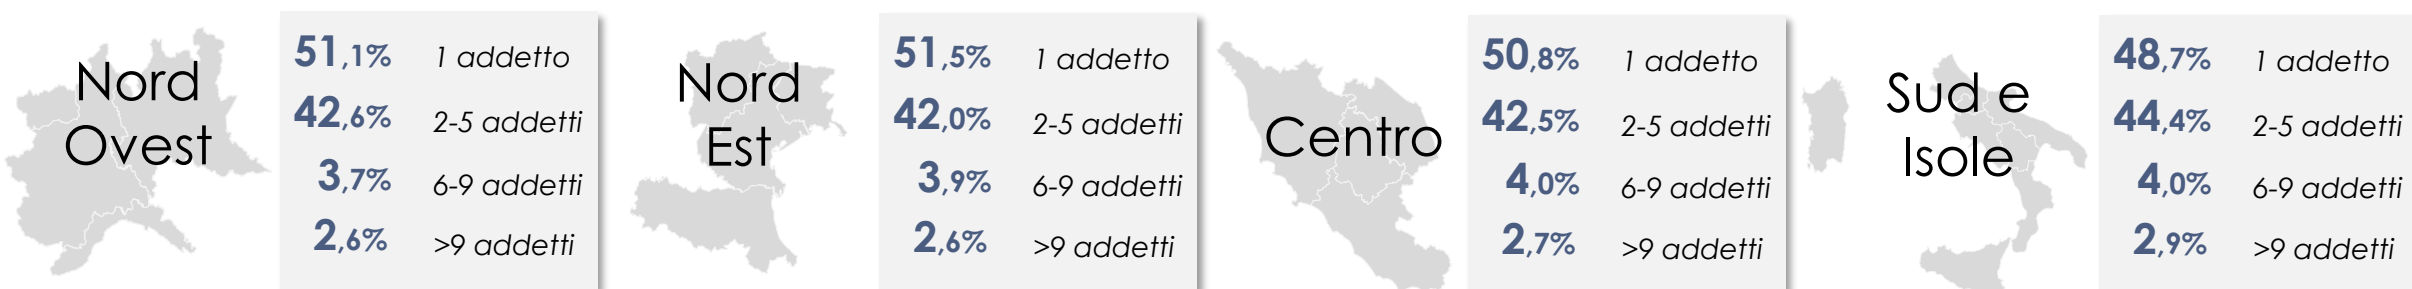 Nord
Ovest
51,1% 1 addetto
42,6% 2-5 addetti
3,7% 6-9 addetti
2,6% >9 addetti
Nord
Est
51,5% 1 addetto
42,0% 2-5 addetti
3,9% 6-9 addetti
2,6% >9 addetti
Centro
50,8% 1 addetto
42,5% 2-5 addetti
4,0% 6-9 addetti
2,7% >9 addetti
Sud e
Isole
48,7% 1 addetto
44,4% 2-5 addetti
4,0% 6-9 addetti
2,9% >9 addetti